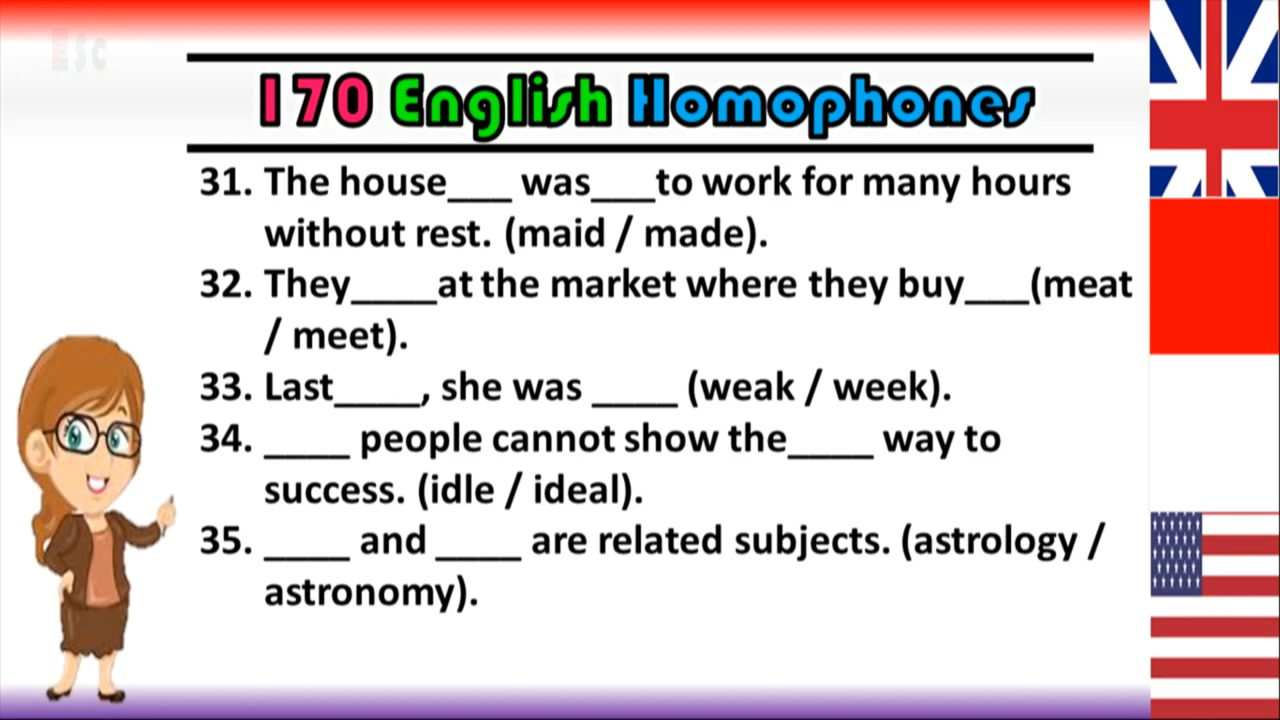 ESC
170 English Homophones
31. The house___ was___to work for many hours
without rest. (maid / made).
32. They____at the market where they buy___(meat
/ meet).
33. Last____, she was ____ (weak / week).
34. ____ people cannot show the____ way to
success. (idle / ideal).
35. ____ and ____ are related subjects. (astrology /
astronomy).